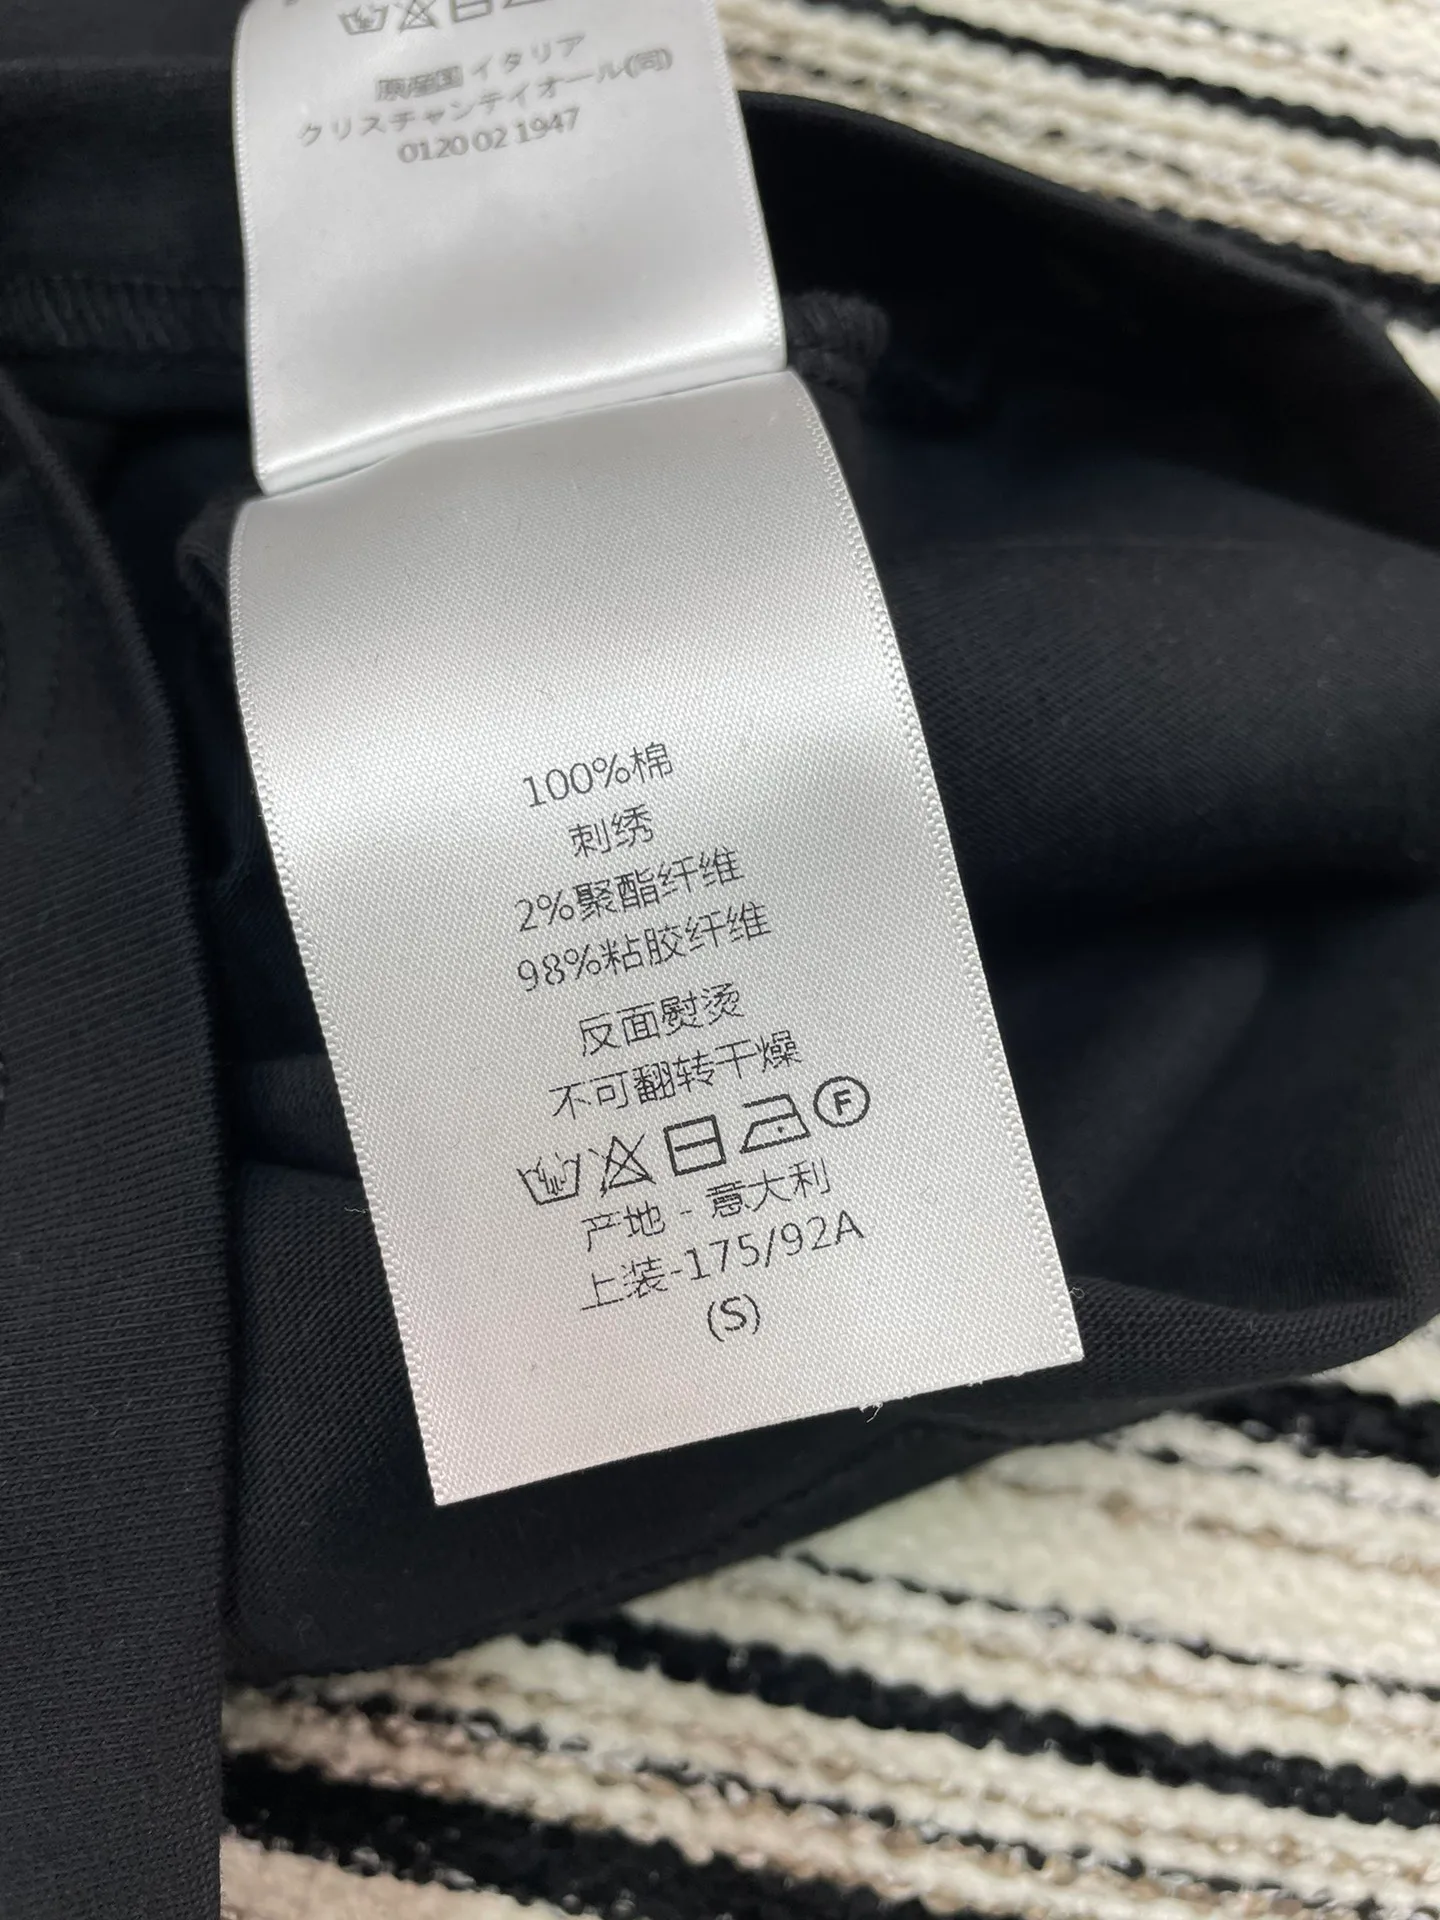 原産国 イタリア
クリスチャンディオール(同)
0120 02 1947
100%棉
刺绣
2%聚酯纤维
98%粘胶纤维
反面熨烫
不可翻转干燥
F
产地 - 意大利
上装-175/92A
(S)